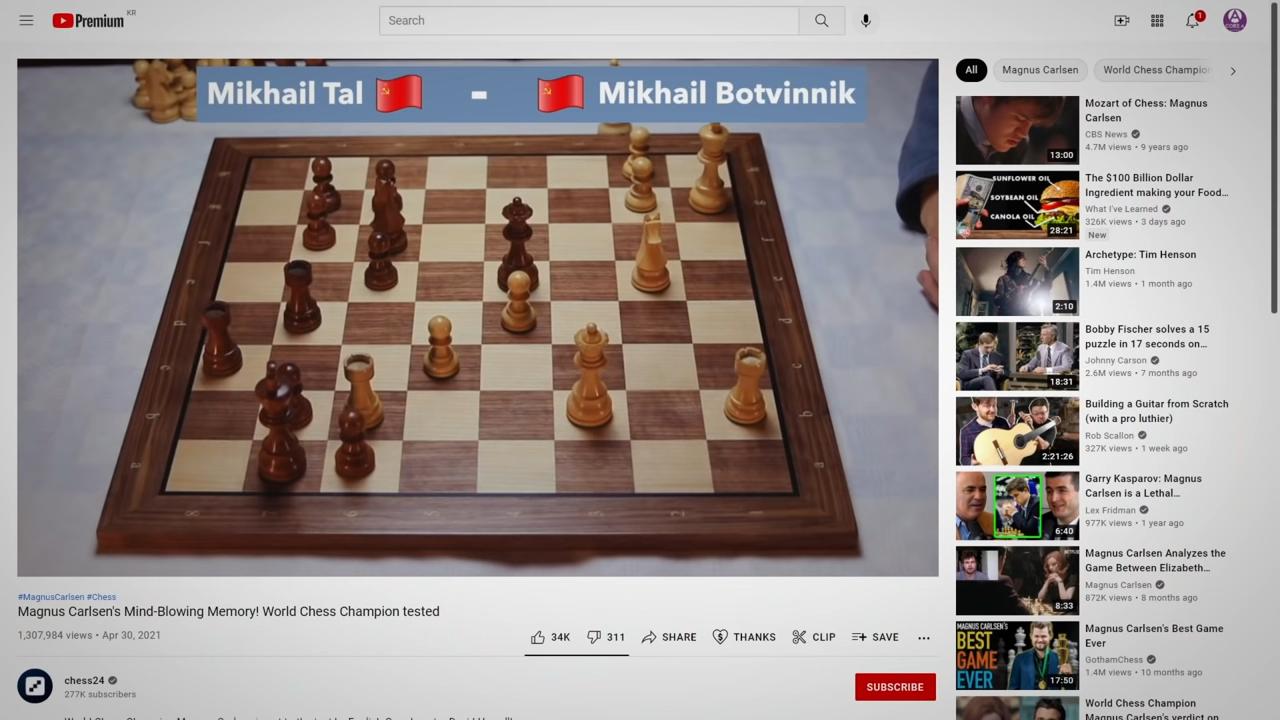 Premium KR
Search
1
Mikhail Tal - Mikhail Botvinnik
#MagnusCarlsen #Chess
Magnus Carlsen's Mind-Blowing Memory! World Chess Champion tested
1,307,984 views • Apr 30, 2021
34K 311 SHARE THANKS CLIP SAVE
chess24
277K subscribers
SUBSCRIBE
All Magnus Carlsen World Chess Champion
Mozart of Chess: Magnus
Carlsen
CBS News
4.7M views • 9 years ago
13:00
SUNFLOWER OIL
SOYBEAN OIL
CANOLA OIL
28:21
The $100 Billion Dollar
Ingredient making your Food...
What I've Learned
326K views • 3 days ago
New
Archetype: Tim Henson
Tim Henson
1.4M views • 1 month ago
2:10
Bobby Fischer solves a 15
puzzle in 17 seconds on...
Johnny Carson
2.6M views • 7 months ago
18:31
Building a Guitar from Scratch
(with a pro luthier)
Rob Scallon
327K views • 1 week ago
2:21:26
Garry Kasparov: Magnus
Carlsen is a Lethal...
Lex Fridman
977K views • 1 year ago
6:40
Magnus Carlsen Analyzes the
Game Between Elizabeth...
Magnus Carlsen
872K views • 8 months ago
8:33
MAGNUS CARLSEN'S
BEST
GAME
EVER
17:50
Magnus Carlsen's Best Game
Ever
GothamChess
1.4M views • 10 months ago
World Chess Champion
Magnus Carlsen's verdict on